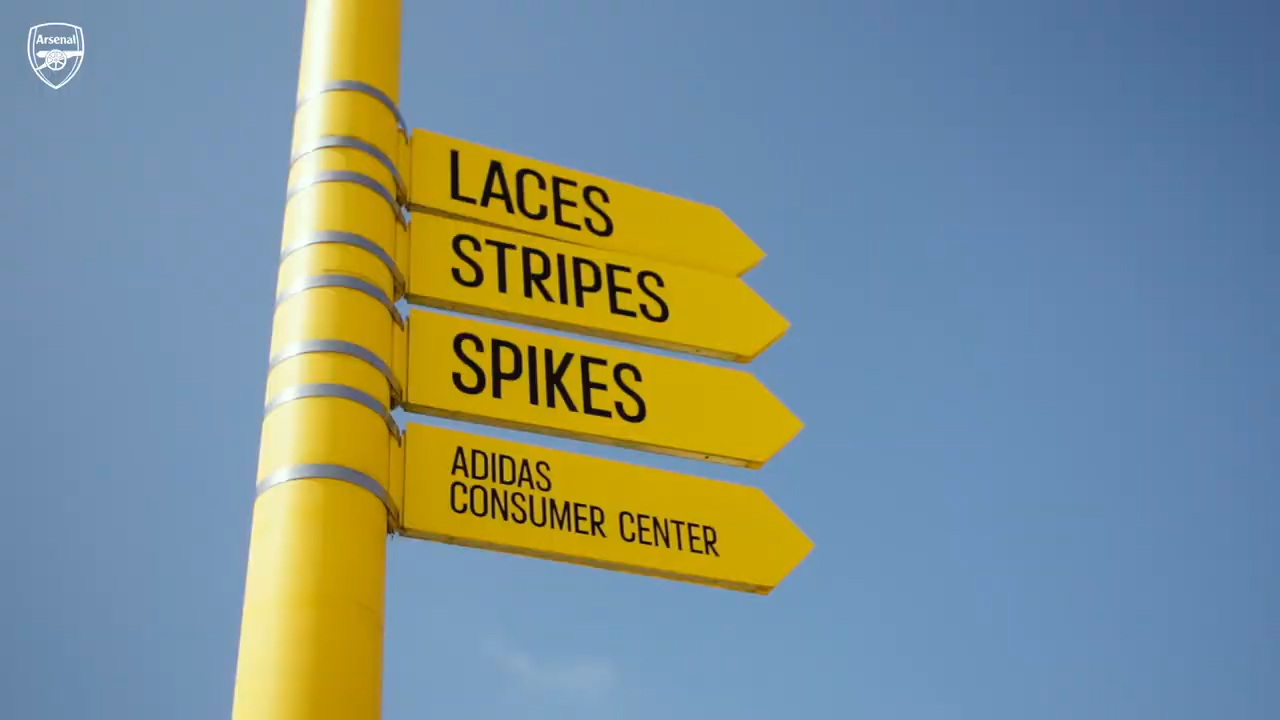 Arsenal
LACES
STRIPES
SPIKES
ADIDAS
CONSUMER CENTER